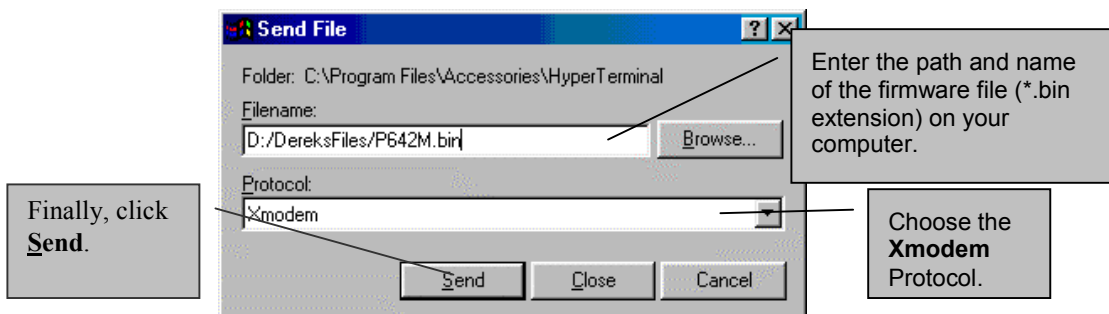 Send File
Folder: C:\Program Files\Accessories\HyperTerminal
Filename:
D:/DereksFiles/P642M.bin
Browse...
Protocol:
Xmodem
Send
Close
Cancel
Enter the path and name
of the firmware file (*.bin
extension) on your
computer.
Finally, click
Send.
Choose the
Xmodem
Protocol.